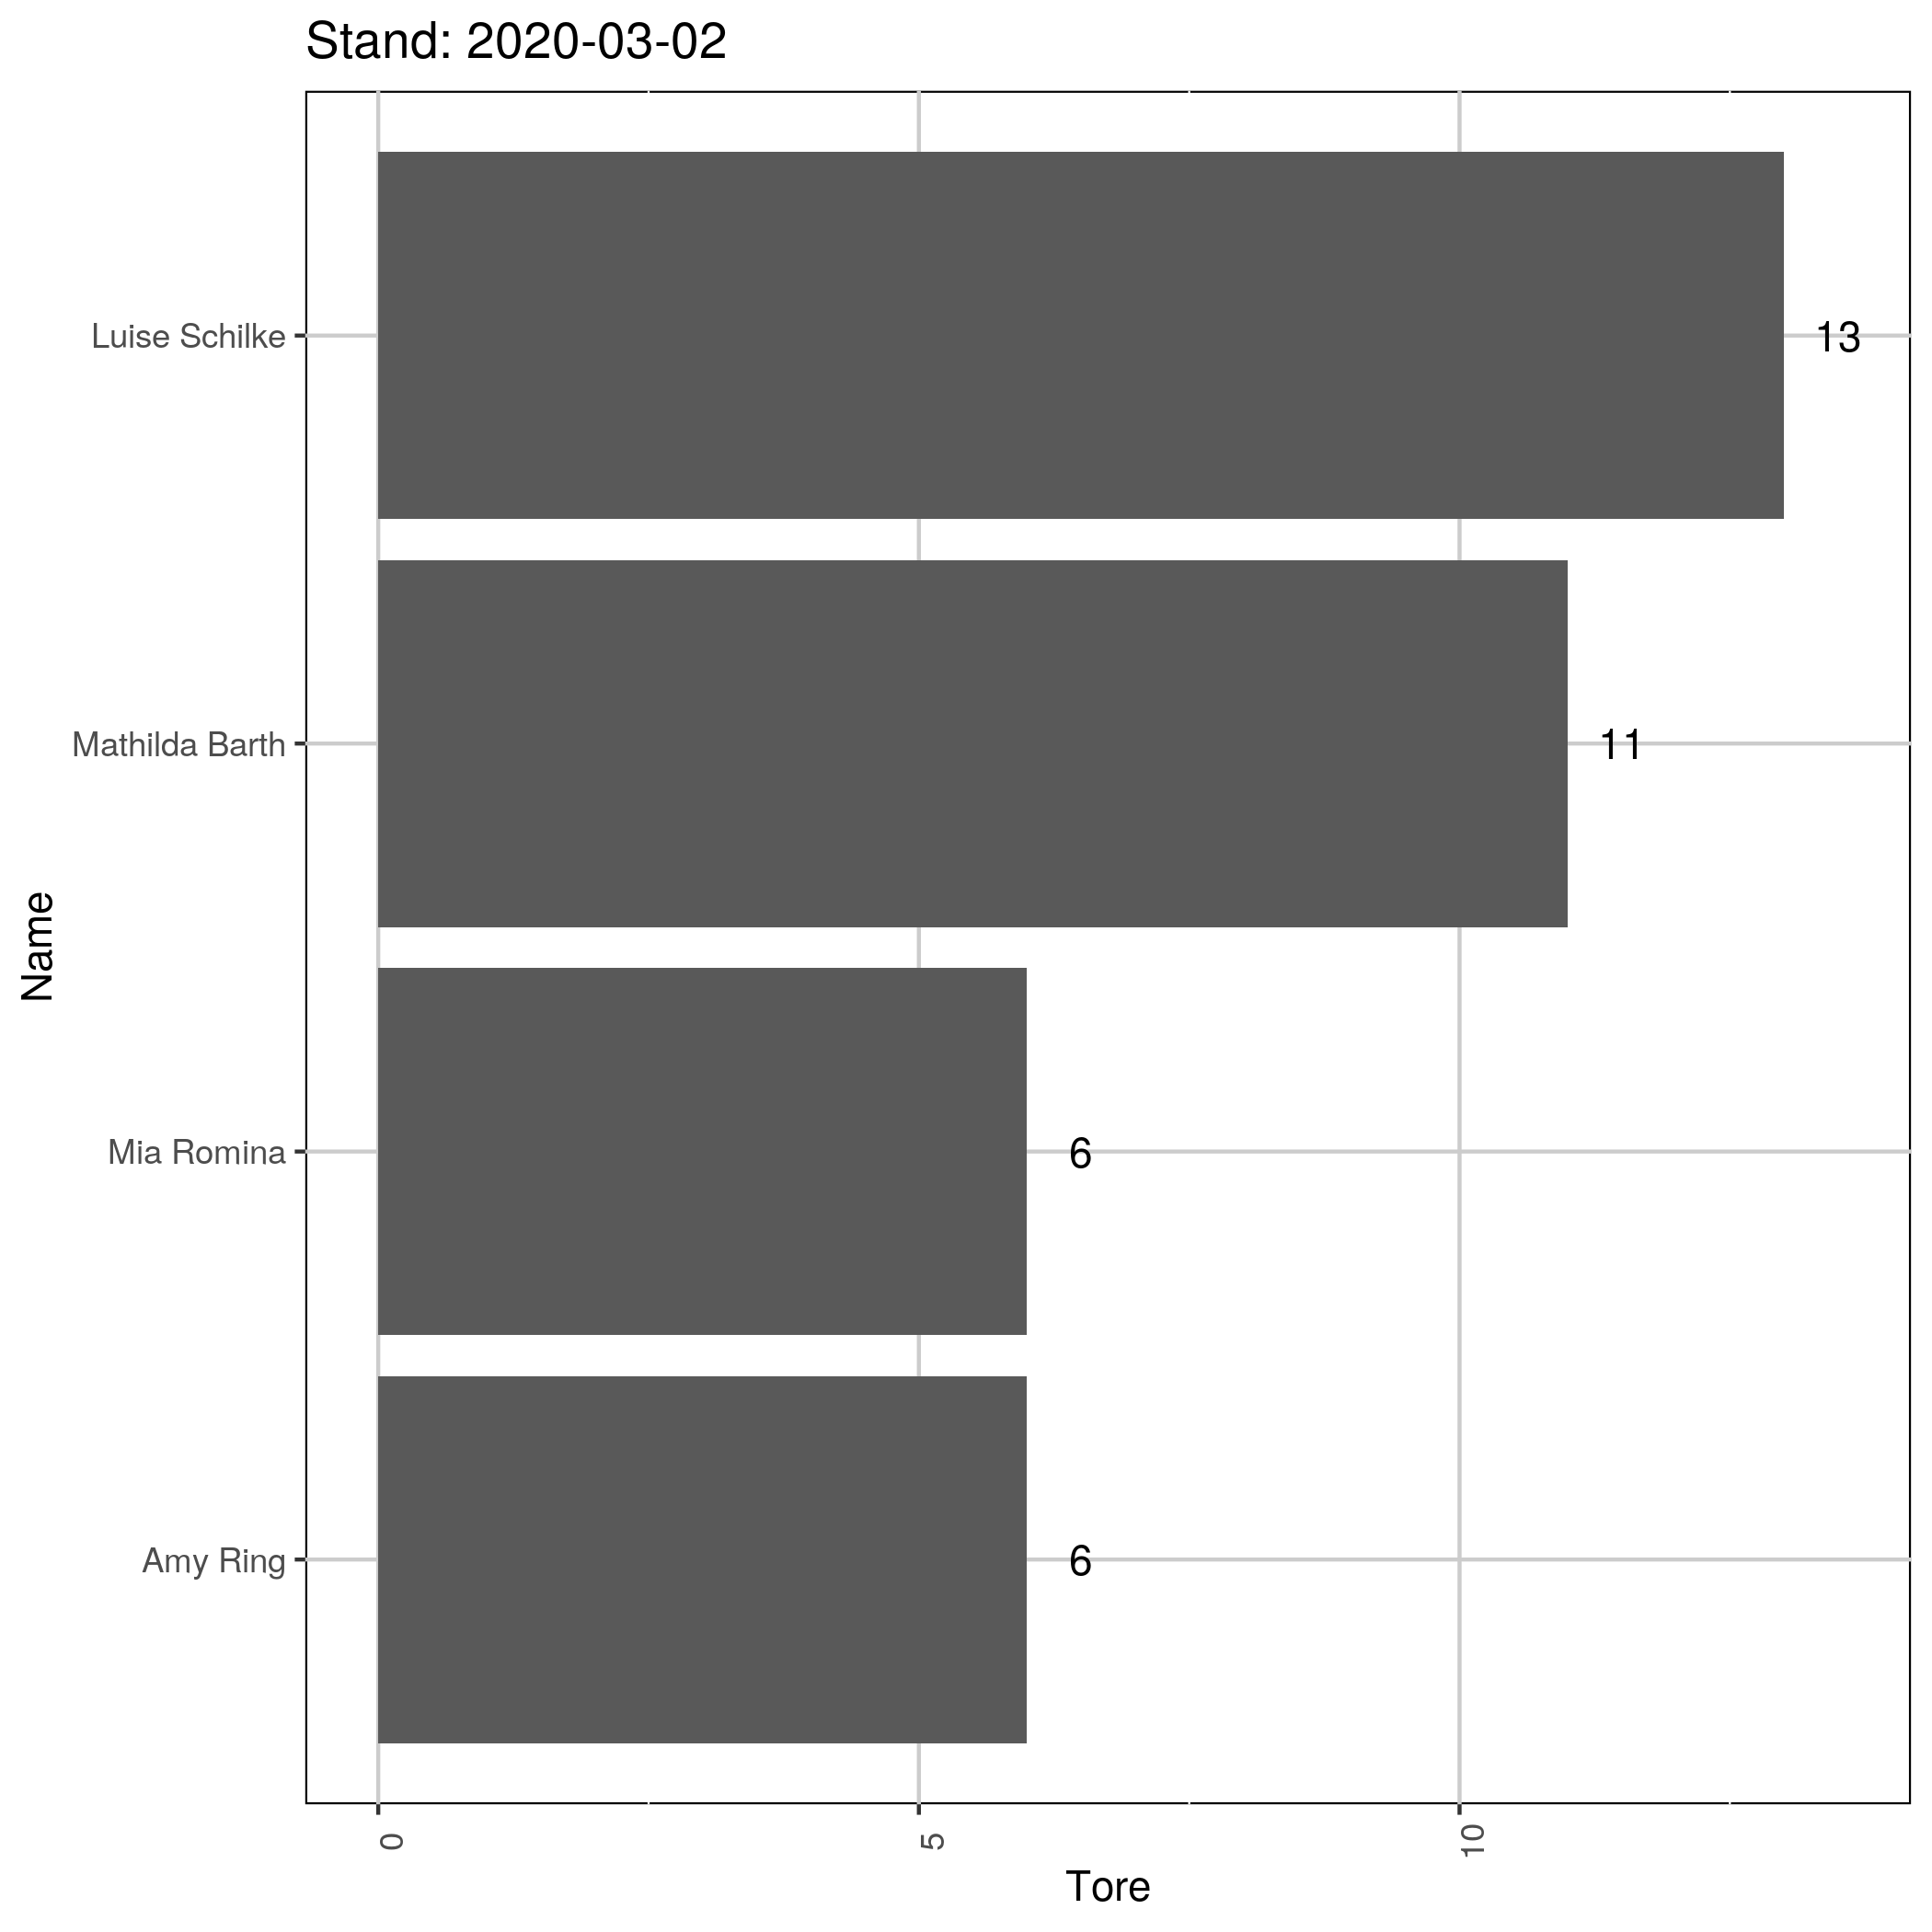 Stand: 2020-03-02
Name
Luise Schilke
13
Mathilda Barth
11
Mia Romina
6
Amy Ring
6
0
5
10
Tore